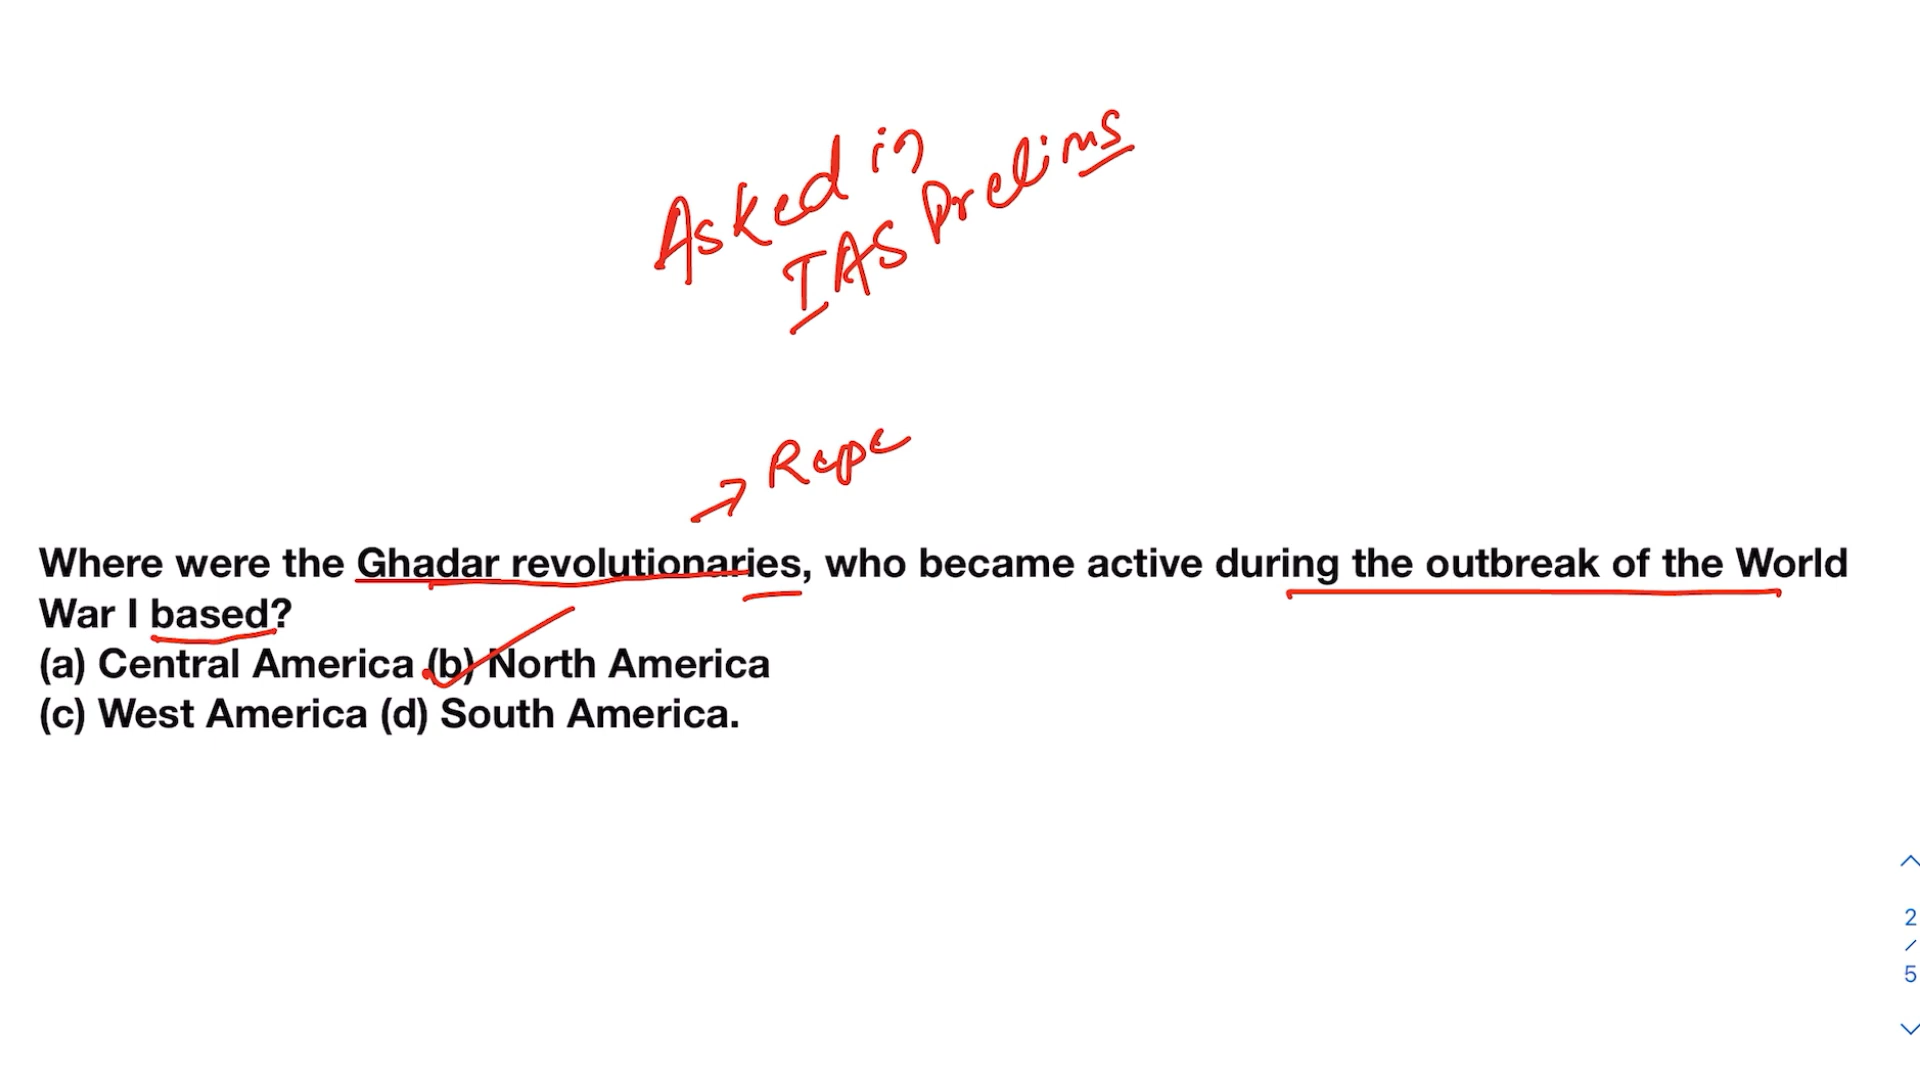 Asked in
IAS Prelims
→ Repe
Where were the Ghadar revolutionaries, who became active during the outbreak of the World
War I based?
(a) Central America (b) North America
(c) West America (d) South America.
2
/
5